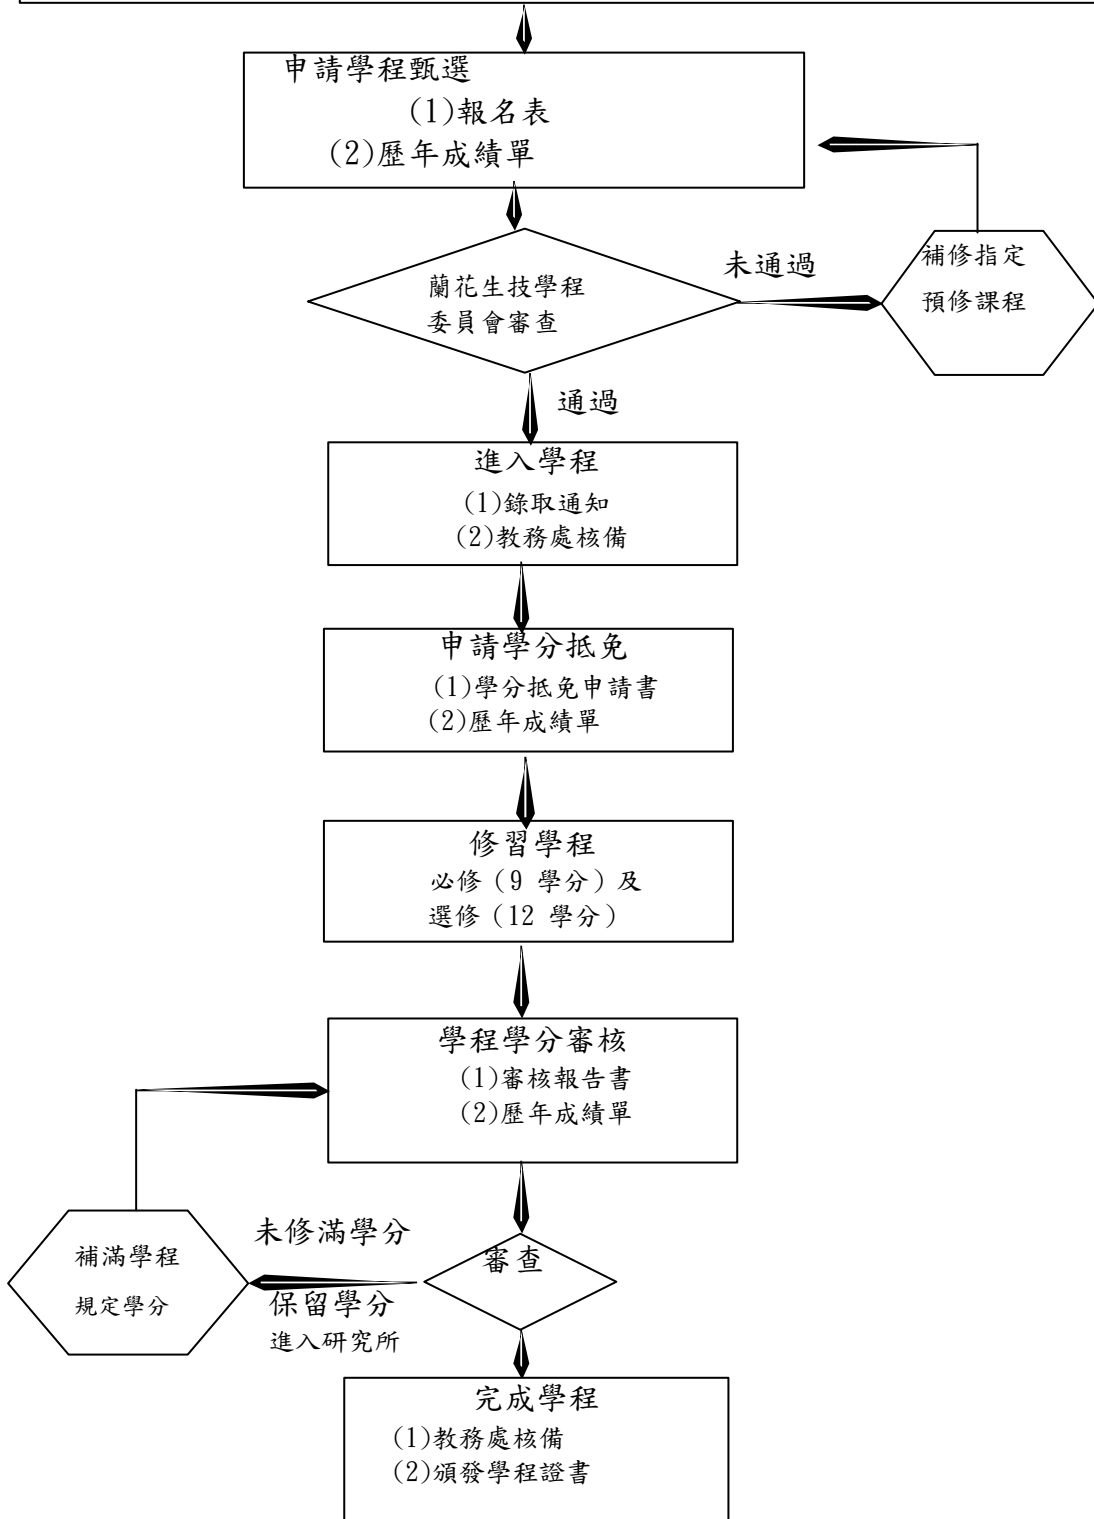 申請學程甄選
(1)報名表
(2)歷年成績單
蘭花生技學程
委員會審查
未通過
補修指定
預修課程
通過
進入學程
(1)錄取通知
(2)教務處核備
申請學分抵免
(1)學分抵免申請書
(2)歷年成績單
修習學程
必修（9 學分）及
選修（12 學分）
學程學分審核
(1)審核報告書
(2)歷年成績單
審查
未修滿學分
保留學分
進入研究所
補滿學程
規定學分
完成學程
(1)教務處核備
(2)頒發學程證書